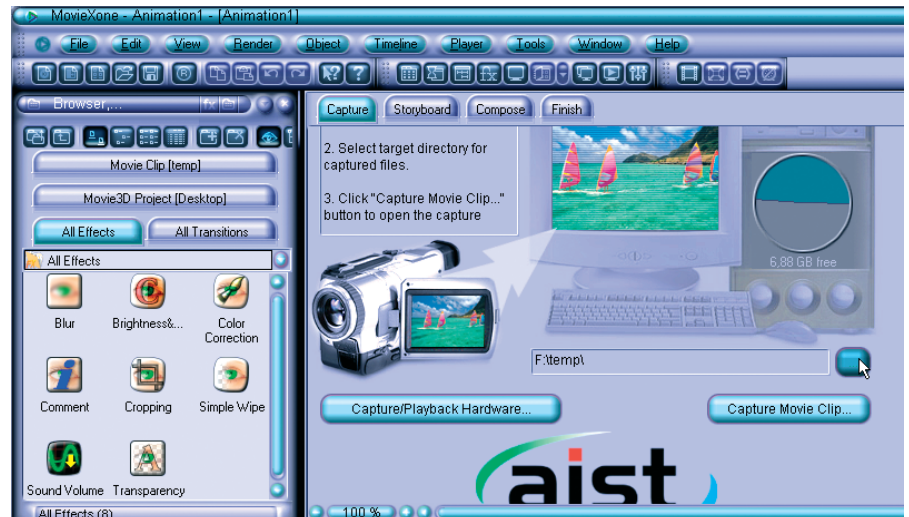 MovieXone - Animation1 - [Animation1]
File Edit View Render Object Timeline Player Tools Window Help
Browser,...
fx
Movie Clip [temp]
Movie3D Project [Desktop]
All Effects All Transitions
All Effects
Blur Brightness&... Color Correction
Comment Cropping Simple Wipe
Sound Volume Transparency
All Effects (8)
Capture Storyboard Compose Finish
2. Select target directory for
captured files.
3. Click "Capture Movie Clip..."
button to open the capture
6,88 GB free
F:\temp\
Capture/Playback Hardware... Capture Movie Clip...
aist
100 %